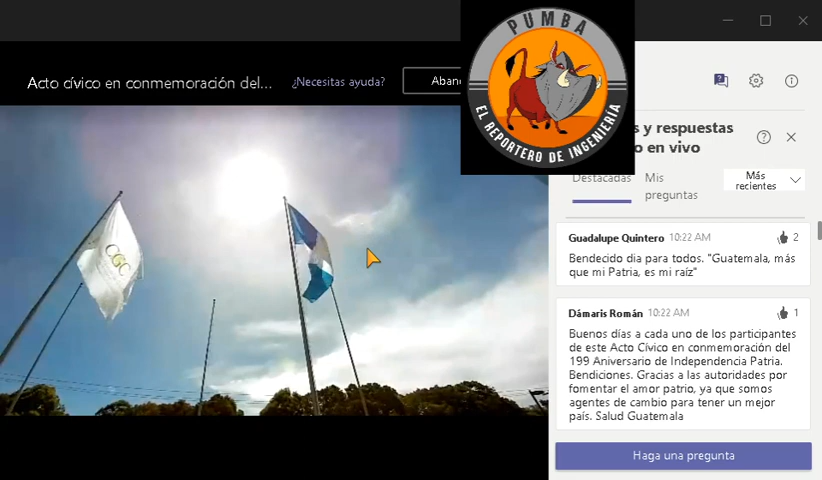 PUMBA
EL REPORTERO DE INGENIERÍA
Acto cívico en conmemoración del...
¿Necesitas ayuda?
Aban
s y respuestas
o en vivo
Destacadas
Mis
preguntas
Más
recientes
Guadalupe Quintero 10:22 AM 2
Bendecido dia para todos. "Guatemala, más
que mi Patria, es mi raíz"
Dámaris Román 10:22 AM 1
Buenos días a cada uno de los participantes
de este Acto Cívico en conmemoración del
199 Aniversario de Independencia Patria.
Bendiciones. Gracias a las autoridades por
fomentar el amor patrio, ya que somos
agentes de cambio para tener un mejor
país. Salud Guatemala
Haga una pregunta
CGC